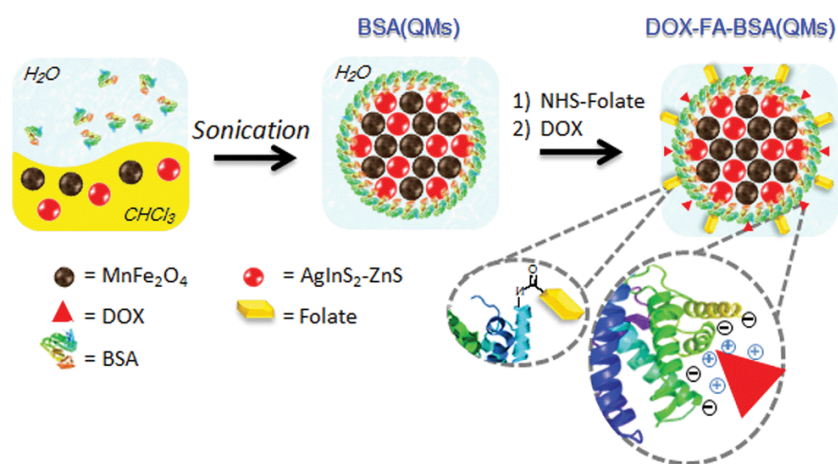 BSA(QMs)
DOX-FA-BSA(QMs)
H₂O
CHCl₃
Sonication
H₂O
1) NHS-Folate
2) DOX
= MnFe₂O₄
= AgInS₂-ZnS
= DOX
= Folate
= BSA
O
N